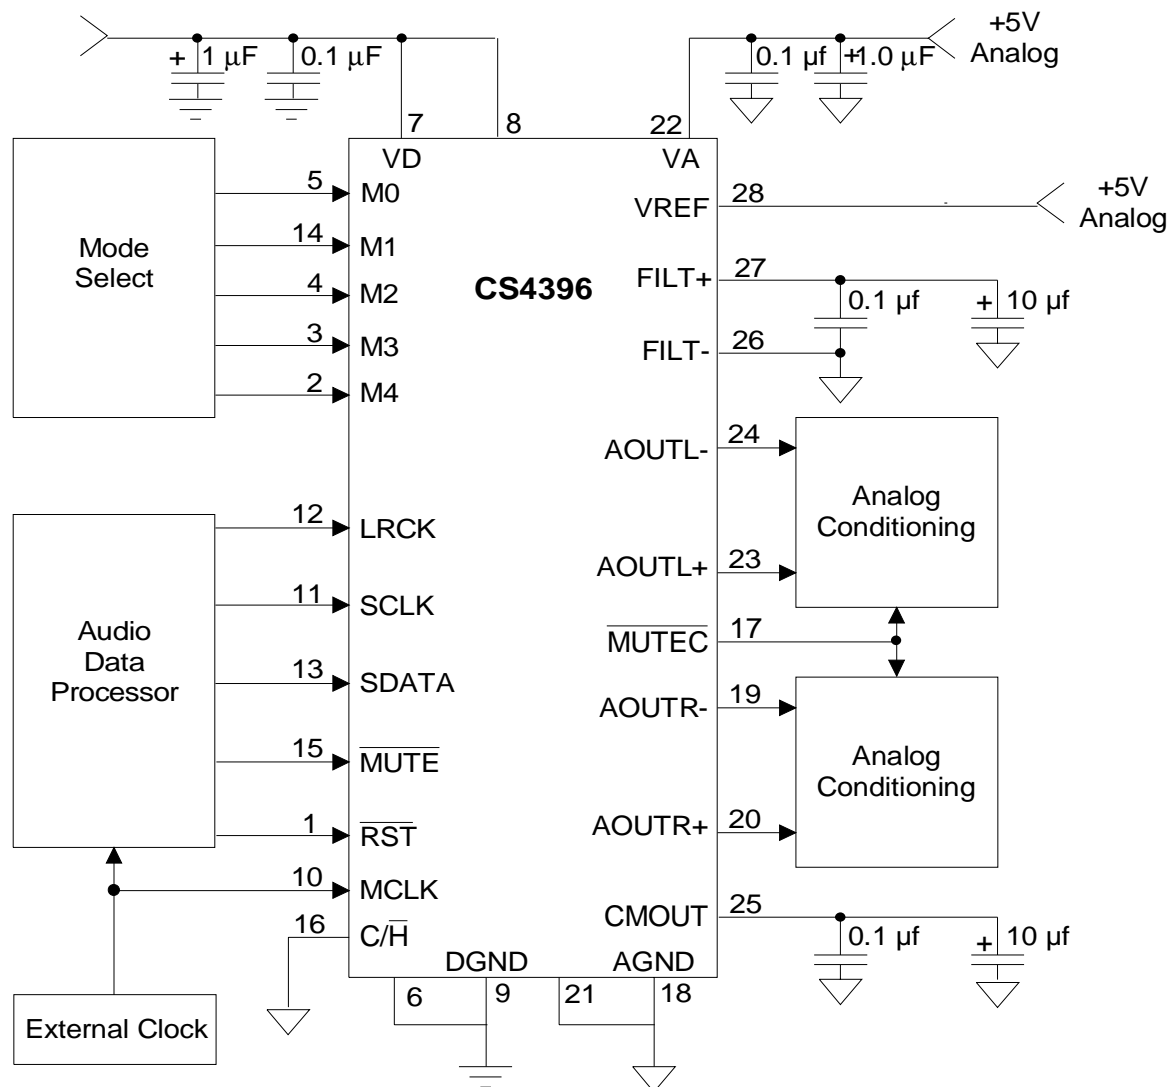 +5V
Analog
+ 1 μF
0.1 μF
0.1 µf
+ 1.0 μF
7
8
22
VD
VA
Mode
Select
5
M0
14
M1
4
M2
3
M3
2
M4
CS4396
VREF
28
+5V
Analog
FILT+
27
0.1 µf
+ 10 µf
FILT-
26
AOUTL-
24
Analog
Conditioning
AOUTL+
23
MUTEC
17
AOUTR-
19
Analog
Conditioning
AOUTR+
20
Audio
Data
Processor
12
LRCK
11
SCLK
13
SDATA
15
MUTE
1
RST
10
MCLK
16
C/H
CMOUT
25
0.1 µf
+ 10 µf
DGND
AGND
6
9
21
18
External Clock